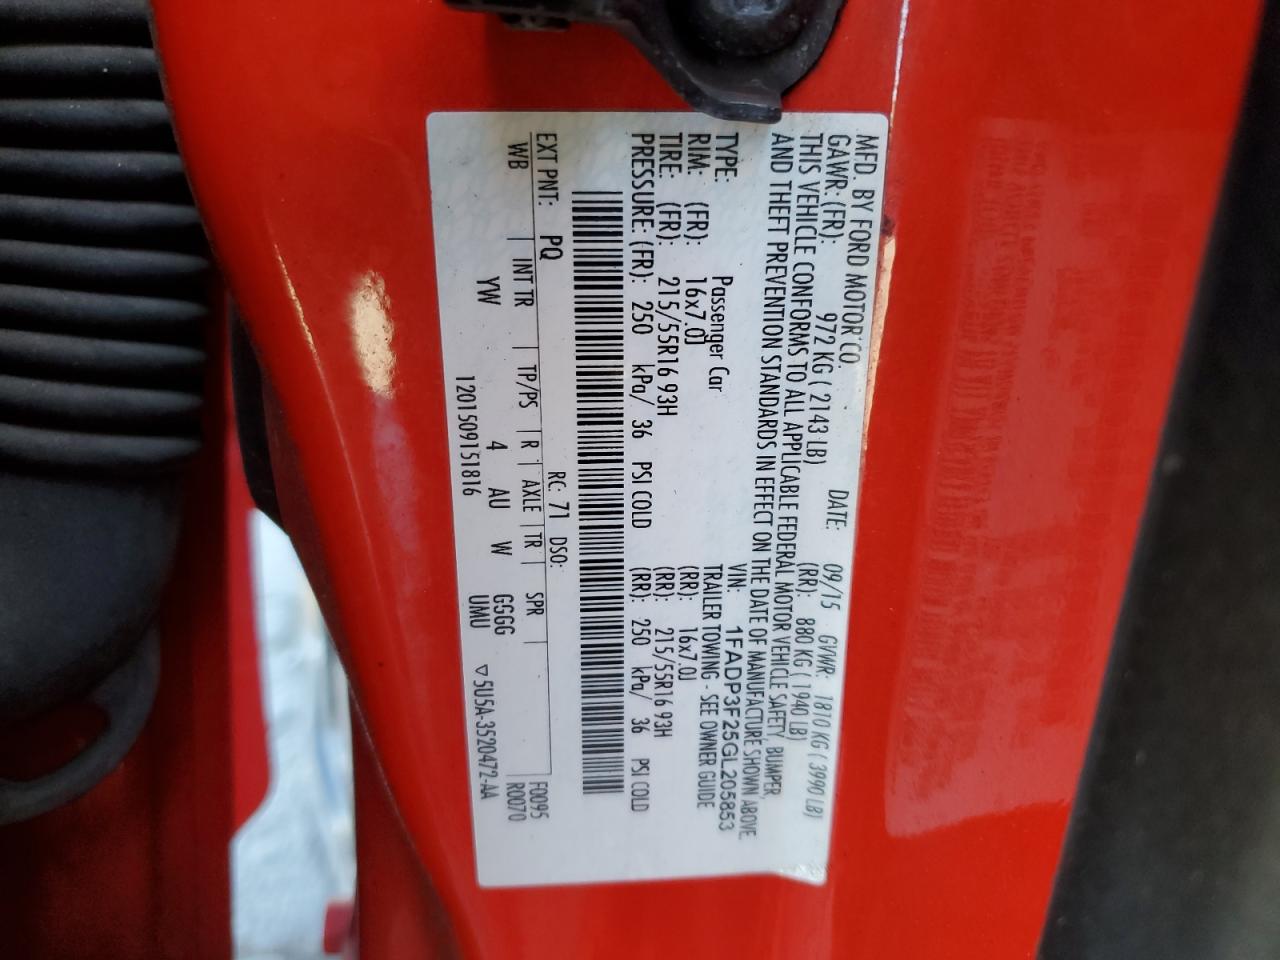 MFD. BY FORD MOTOR CO.
DATE: 09/15 GVWR: 1810 KG ( 3990 LB)
GAWR: (FR): 972 KG ( 2143 LB) (RR): 880 KG ( 1940 LB)
THIS VEHICLE CONFORMS TO ALL APPLICABLE FEDERAL MOTOR VEHICLE SAFETY, BUMPER,
AND THEFT PREVENTION STANDARDS IN EFFECT ON THE DATE OF MANUFACTURE SHOWN ABOVE.
VIN: 1FADP3F25GL205853
TYPE: Passenger Car TRAILER TOWING - SEE OWNER GUIDE
RIM: (FR): 16x7.0J (RR): 16x7.0J
TIRE: (FR): 215/55R16 93H (RR): 215/55R16 93H
PRESSURE: (FR): 250 kPa/ 36 PSI COLD (RR): 250 kPa/ 36 PSI COLD
EXT PNT: PQ RC: 71 DSO: F0095
WB INT TR TP/PS R AXLE TR SPR R0070
YW 4 AU W GGGG
1201509151816 UMU ▽5U5A-3520472-AA